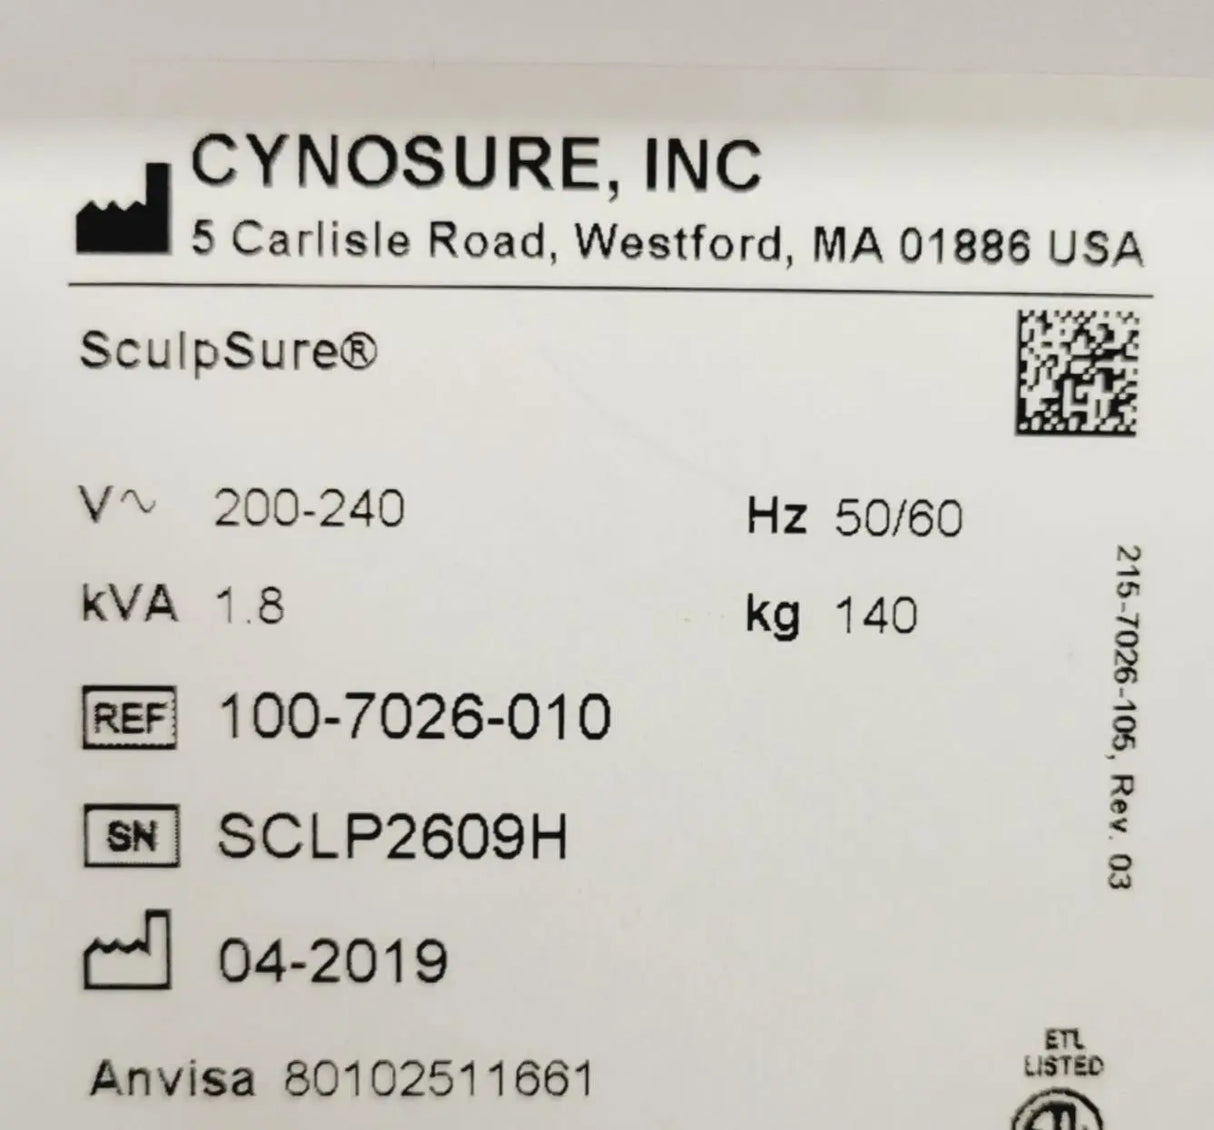 CYNOSURE, INC
5 Carlisle Road, Westford, MA 01886 USA
SculpSure®
V~ 200-240
Hz 50/60
kVA 1.8
kg 140
215-7026-105, Rev. 03
REF 100-7026-010
SN SCLP2609H
04-2019
Anvisa 80102511661
ETL
LISTED